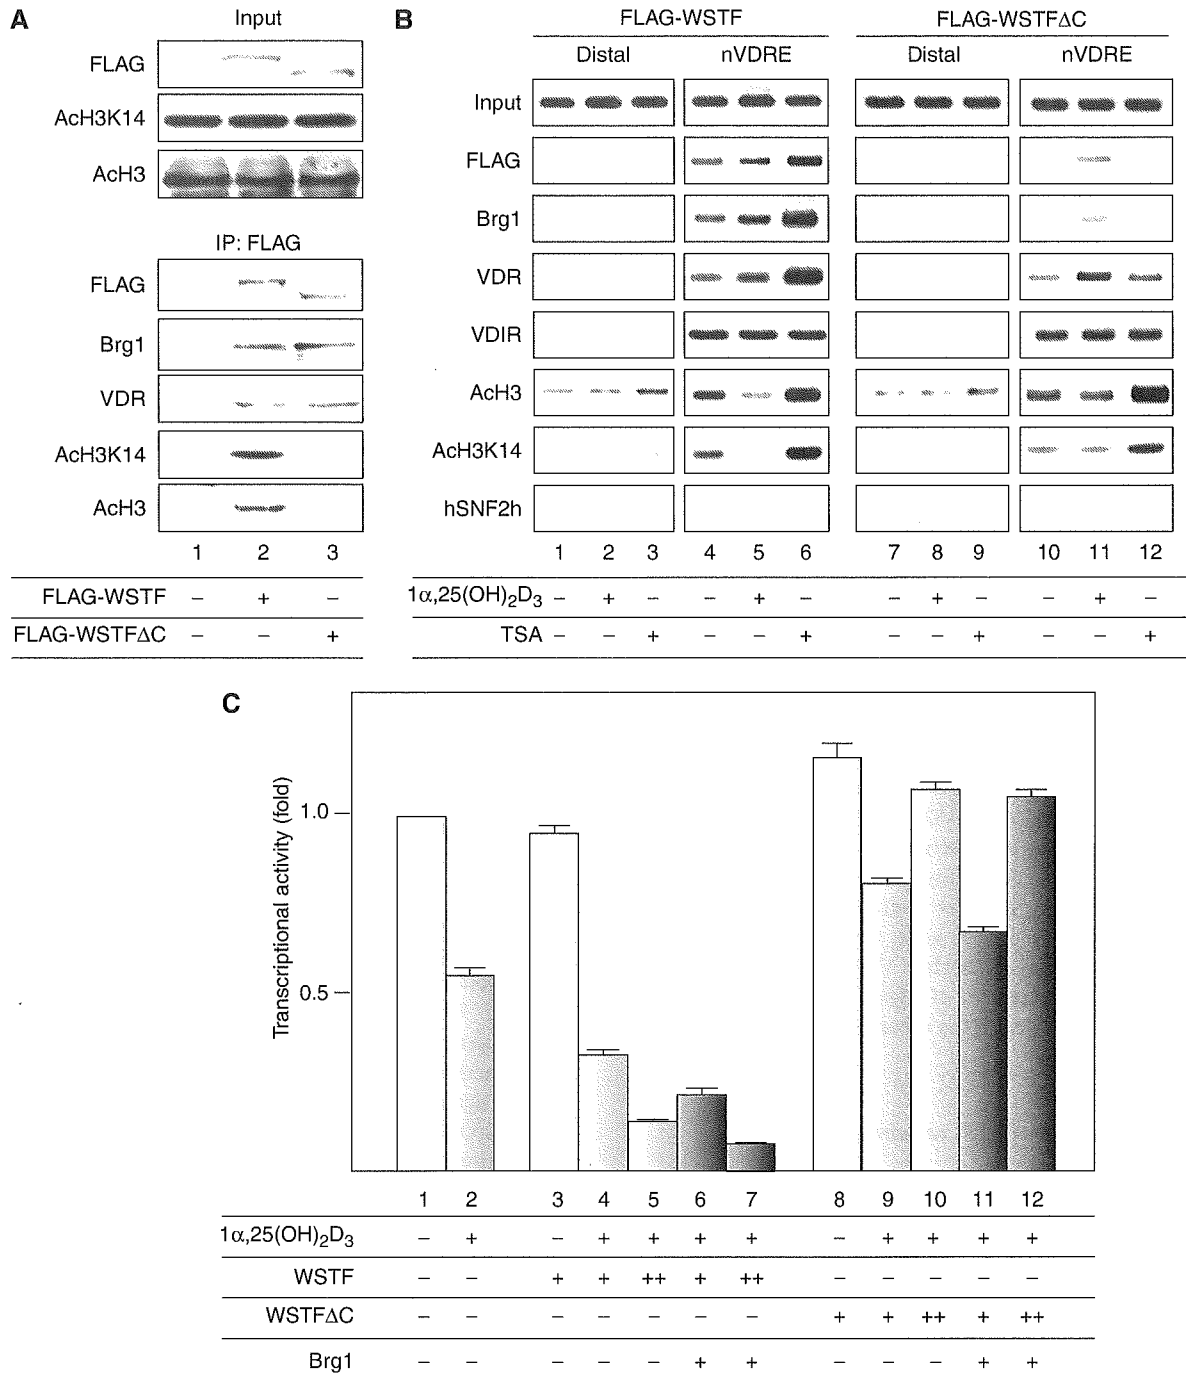 A
Input
FLAG
AcH3K14
AcH3
IP: FLAG
FLAG
Brg1
VDR
AcH3K14
AcH3
1 2 3
FLAG-WSTF – + –
FLAG-WSTFΔC – – +
B
FLAG-WSTF FLAG-WSTFΔC
Distal nVDRE Distal nVDRE
Input
FLAG
Brg1
VDR
VDIR
AcH3
AcH3K14
hSNF2h
1 2 3 4 5 6 7 8 9 10 11 12
1α,25(OH)₂D₃ – + – – + – – + – – + –
TSA – – + – – + – – + – – +
C
Transcriptional activity (fold)
1.0
0.5
1 2 3 4 5 6 7 8 9 10 11 12
1α,25(OH)₂D₃ – + – + + + + – + + + +
WSTF – – + + ++ + ++ – – – – –
WSTFΔC – – – – – – – + + ++ + ++
Brg1 – – – – – + + – – – + +